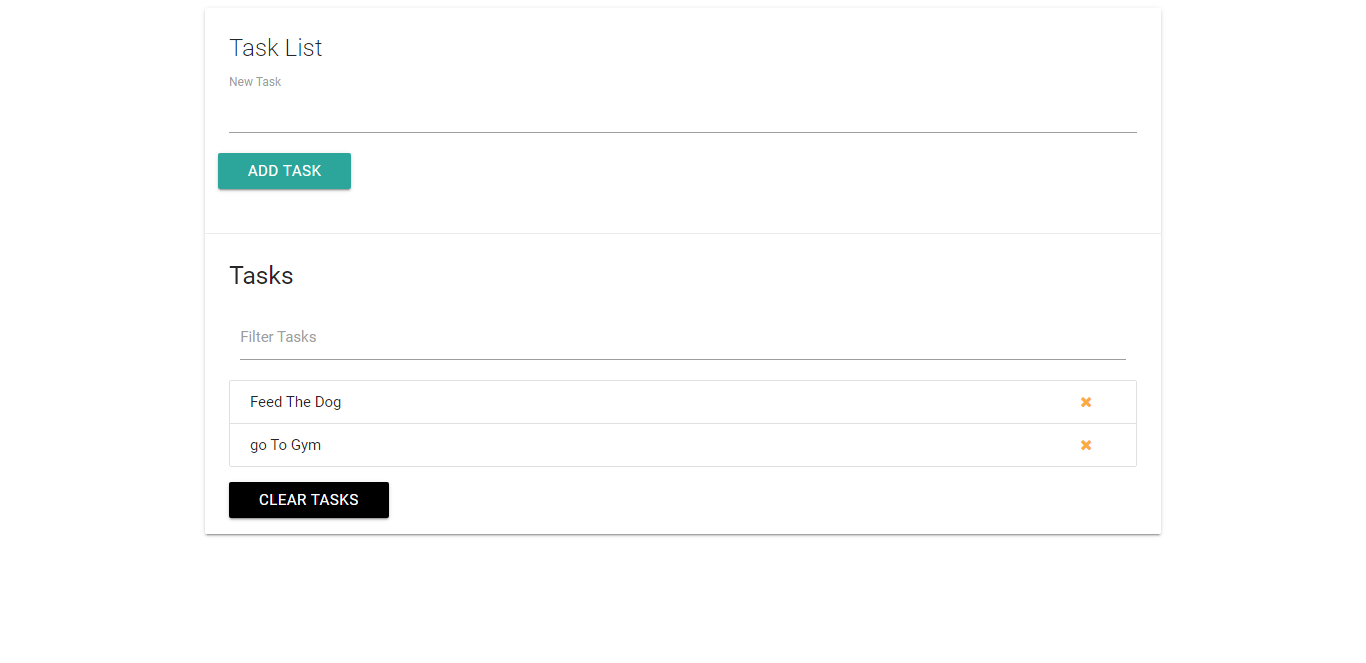 Task List
New Task
ADD TASK
Tasks
Filter Tasks
Feed The Dog
go To Gym
CLEAR TASKS